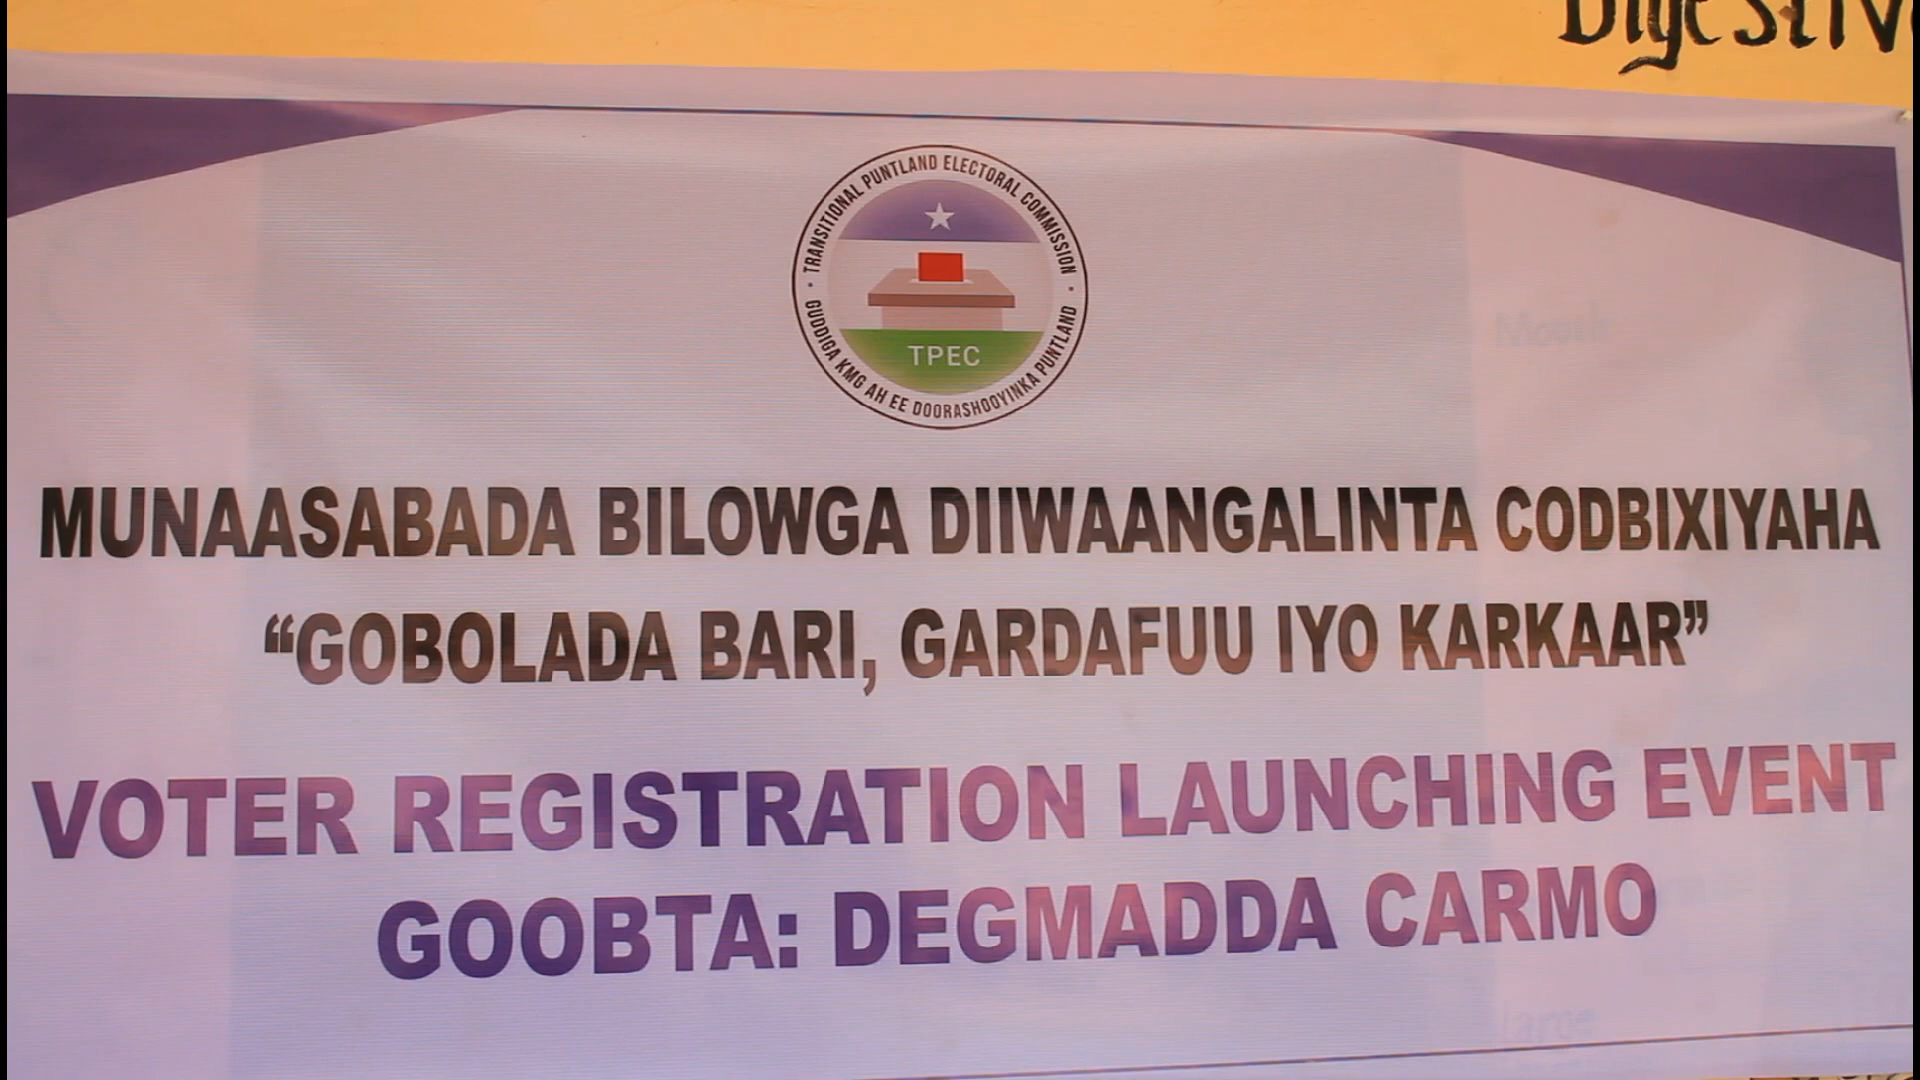 TRANSITIONAL PUNTLAND ELECTORAL COMMISSION
TPEC
GUDDIGA KMG AH EE DOORASHOOYINKA PUNTLAND
MUNAASABADA BILOWGA DIIWAANGALINTA CODBIXIYAHA
“GOBOLADA BARI, GARDAFUU IYO KARKAAR”
VOTER REGISTRATION LAUNCHING EVENT
GOOBTA: DEGMADDA CARMO